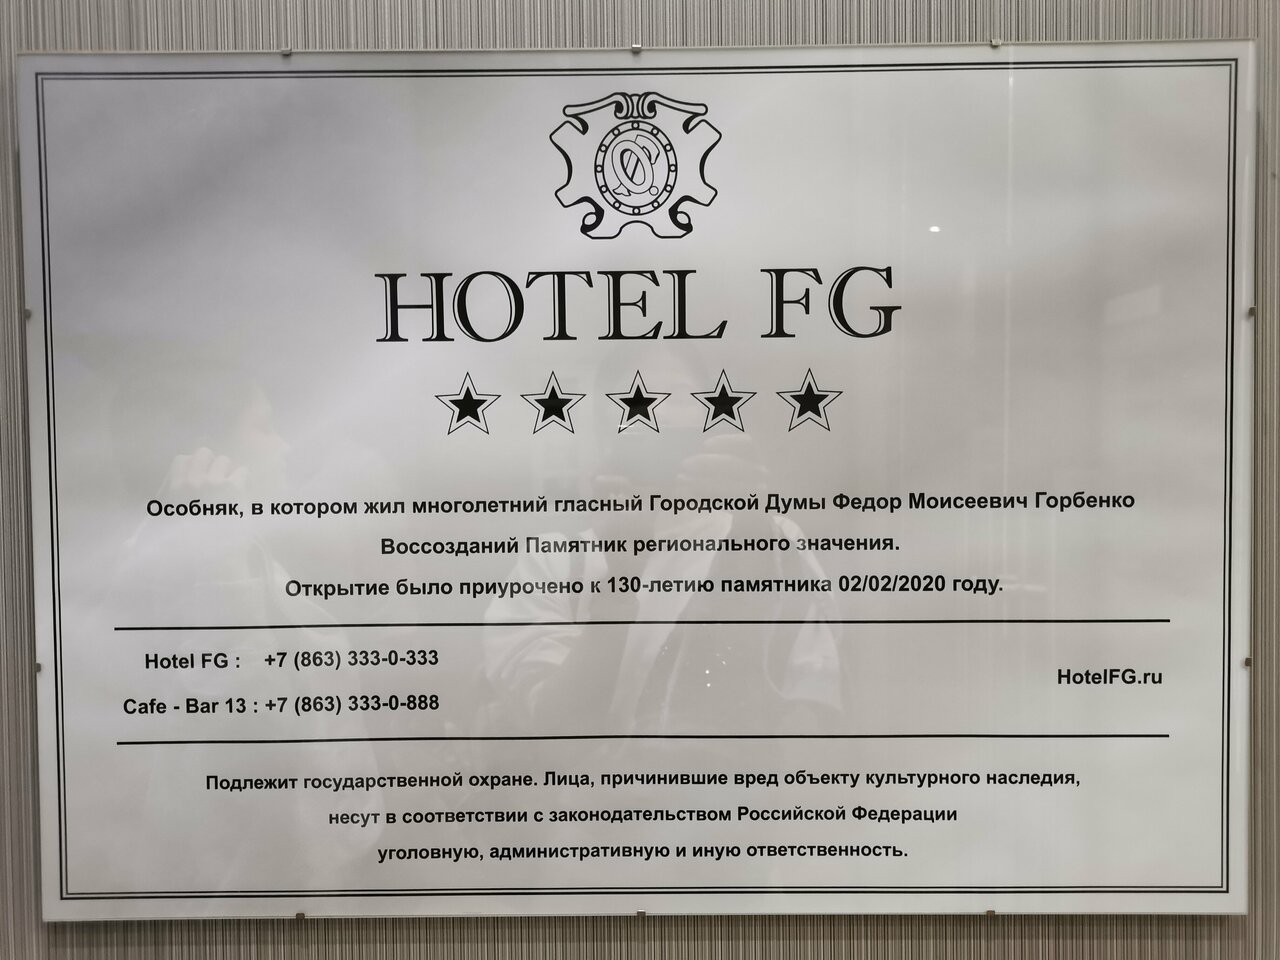 HOTEL FG
Особняк, в котором жил многолетний гласный Городской Думы Федор Моисеевич Горбенко
Воссозданий Памятник регионального значения.
Открытие было приурочено к 130-летию памятника 02/02/2020 году.
Hotel FG : +7 (863) 333-0-333
Cafe - Bar 13 : +7 (863) 333-0-888
HotelFG.ru
Подлежит государственной охране. Лица, причинившие вред объекту культурного наследия,
несут в соответствии с законодательством Российской Федерации
уголовную, административную и иную ответственность.